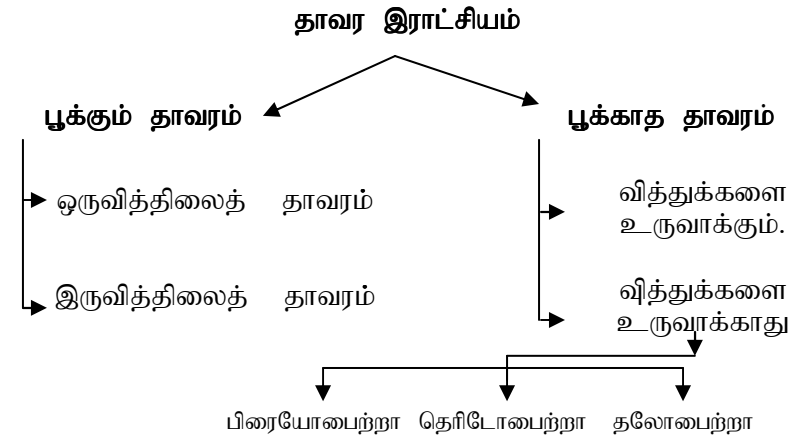 தாவர இராட்சியம்
பூக்கும் தாவரம்
பூக்காத தாவரம்
ஒருவித்திலைத் தாவரம்
வித்துக்களை
உருவாக்கும்.
இருவித்திலைத் தாவரம்
வித்துக்களை
உருவாக்காது
பிரையோபைற்றா தெரிடோபைற்றா தலோபைற்றா